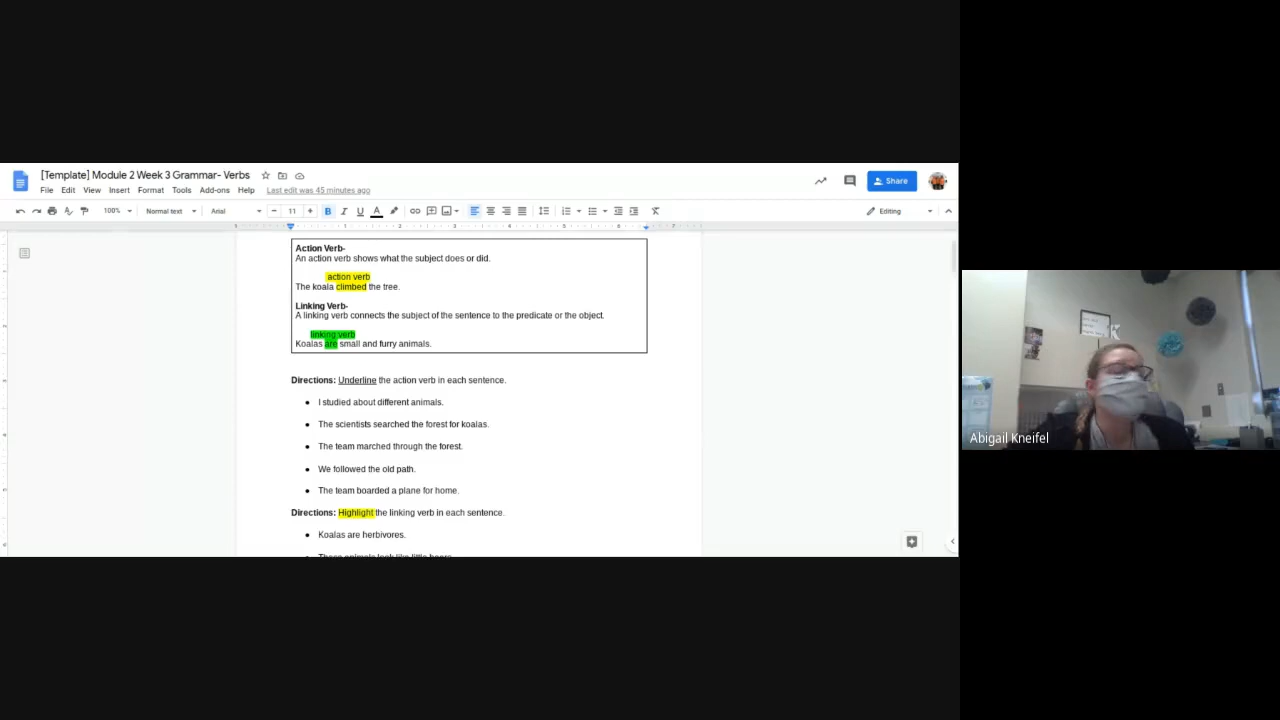 [Template] Module 2 Week 3 Grammar- Verbs
File Edit View Insert Format Tools Add-ons Help Last edit was 45 minutes ago
Share
100% Normal text Arial 11 B I U A Editing
Action Verb-
An action verb shows what the subject does or did.
action verb
The koala climbed the tree.
Linking Verb-
A linking verb connects the subject of the sentence to the predicate or the object.
linking verb
Koalas are small and furry animals.
Directions: Underline the action verb in each sentence.
● I studied about different animals.
● The scientists searched the forest for koalas.
● The team marched through the forest.
● We followed the old path.
● The team boarded a plane for home.
Directions: Highlight the linking verb in each sentence.
● Koalas are herbivores.
These animals look like little bears.
Abigail Kneifel